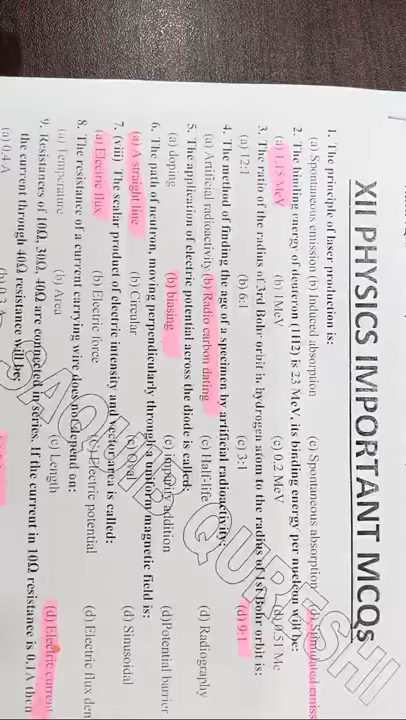 XII PHYSICS IMPORTANT MCQs
1. The principle of laser production is:
(a) Spontaneous emission (b) Induced absorption (c) Spontaneous absorption (d) Stimulated emiss
2. The binding energy of deuteron (1H2) is 23 MeV, its binding energy per nucleon will be:
(a) 1.15 MeV (b) 1MeV (c) 0.2 MeV (d) 0.51 Me
3. The ratio of the radius of 3rd Bohr orbit in hydrogen atom to the radius of 1st Bohr orbit is:
(a) 12:1 (b) 6:1 (c) 3:1 (d) 9:1
4. The method of finding the age of a specimen by artificial radioactivity:
(a) Artificial radioactivity (b) Radio carbon dating (c) Half-life (d) Radiography
5. The application of electric potential across the diode is called:
(a) doping (b) biasing (c) impurity addition (d)Potential barrier
6. The path of neutron, moving perpendicularly through a uniform magnetic field is:
(a) A straight line (b) Circular (c) Oval (d) Sinusoidal
7. (viii) The scalar product of electric intensity and vector area is called:
(a) Electric flux (b) Electric force (c) Electric potential (d) Electric flux den
8. The resistance of a current carrying wire does not depend on:
(a) Temperature (b) Area (c) Length (d) Electric current
9. Resistances of 10Ω, 30Ω, 40Ω are connected in series. If the current in 10Ω resistance is 0.1A then
the current through 40Ω resistance will be:
(a) 0.4 A (b) 0.3 A
SAQUIB QURESHI